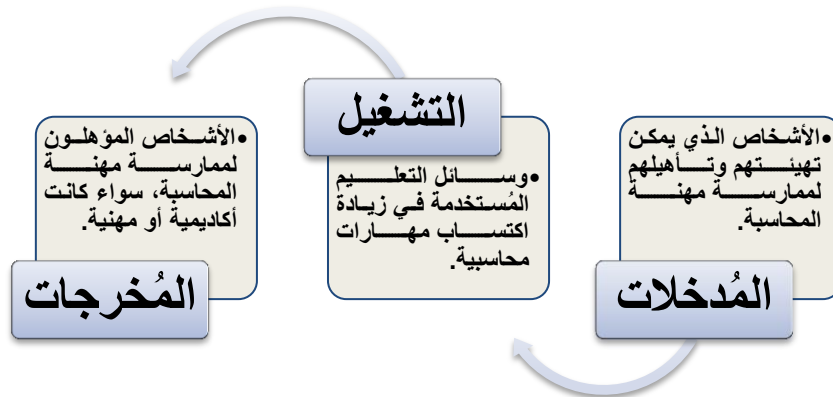 •الأشخاص الذي يمكن
تهيئتهم وتأهيلهم
لممارسة مهنة
المحاسبة.
المُدخلات
التشغيل
•وسائل التعليم
المُستخدمة في زيادة
اكتساب مهارات
محاسبية.
•الأشخاص المؤهلون
لممارسة مهنة
المحاسبة، سواء كانت
أكاديمية أو مهنية.
المُخرجات